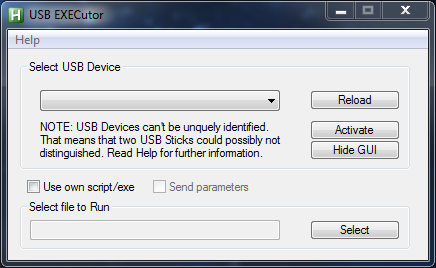 USB EXECutor
Help
Select USB Device
Reload
NOTE: USB Devices can't be unquely identified.
That means that two USB Sticks could possibly not
distinguished. Read Help for further information.
Activate
Hide GUI
Use own script/exe
Send parameters
Select file to Run
Select